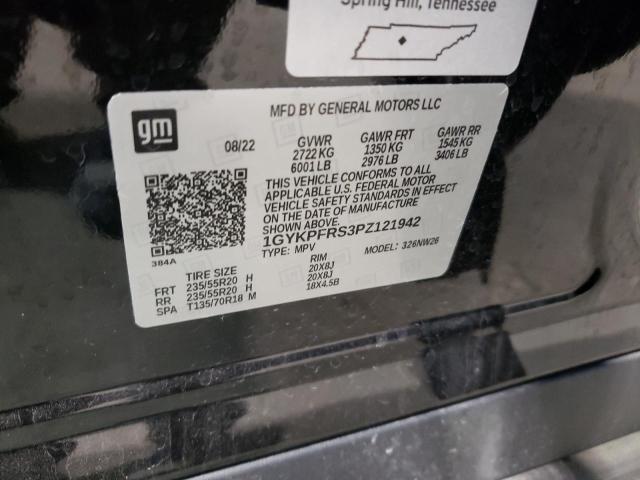 Spring Hill, Tennessee
gm
MFD BY GENERAL MOTORS LLC
08/22 GVWR GAWR FRT GAWR RR
2722 KG 1350 KG 1545 KG
6001 LB 2976 LB 3406 LB
THIS VEHICLE CONFORMS TO ALL
APPLICABLE U.S. FEDERAL MOTOR
VEHICLE SAFETY STANDARDS IN EFFECT
ON THE DATE OF MANUFACTURE
SHOWN ABOVE.
1GYKPFRS3PZ121942
TYPE: MPV MODEL: 326NW26
384A
TIRE SIZE RIM
FRT 235/55R20 H 20X8J
RR 235/55R20 H 20X8J
SPA T135/70R18 M 18X4.5B